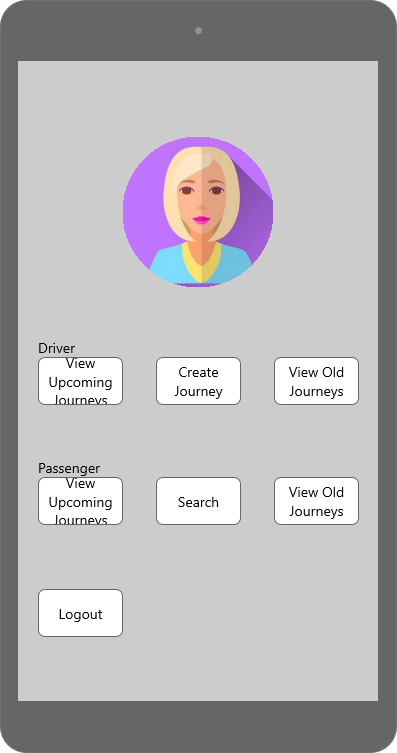 Driver
View
Upcoming
Journeys
Create
Journey
View Old
Journeys
Passenger
View
Upcoming
Journeys
Search
View Old
Journeys
Logout